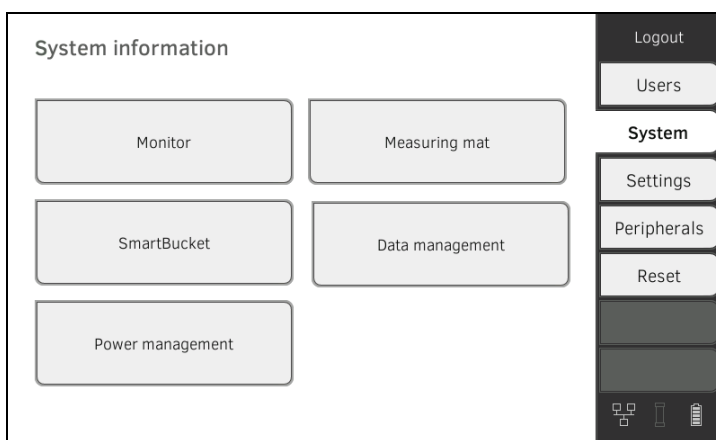 System information
Monitor
Measuring mat
SmartBucket
Data management
Power management
Logout
Users
System
Settings
Peripherals
Reset